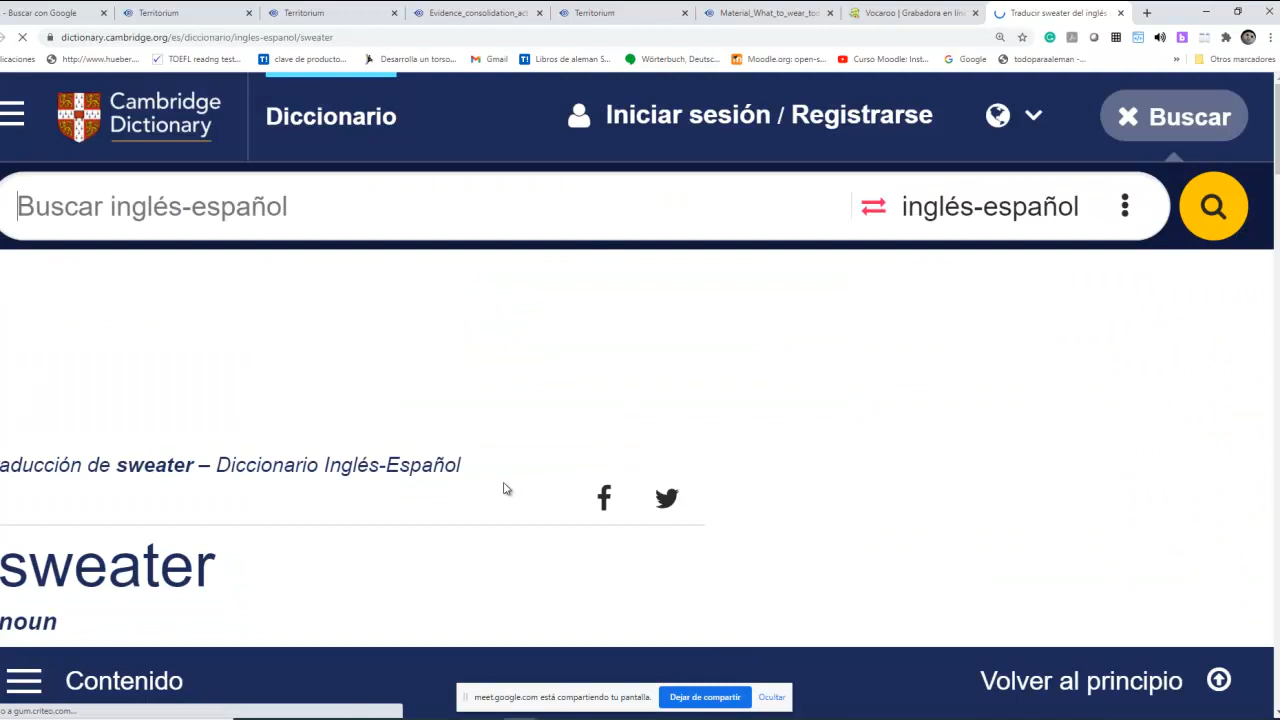 - Buscar con Google
Territorium
Territorium
Evidence_consolidation_act
Territorium
Material_What_to_wear_tod
Vocaroo | Grabadora en líne
Traducir sweater del inglés
dictionary.cambridge.org/es/diccionario/ingles-espanol/sweater
licaciones
http://www.hueber...
TOEFL readng test...
clave de producto...
Desarrolla un torso...
Gmail
Libros de aleman S...
Wörterbuch, Deutsc...
Moodle.org: open-s...
Curso Moodle: Inst...
Google
todoparaaleman -...
»
Otros marcadores
Cambridge
Dictionary
Diccionario
Iniciar sesión / Registrarse
Buscar
Buscar inglés-español
inglés-español
aducción de sweater – Diccionario Inglés-Español
sweater
noun
Contenido
Volver al principio
meet.google.com está compartiendo tu pantalla.
Dejar de compartir
Ocultar
o a gum.criteo.com...